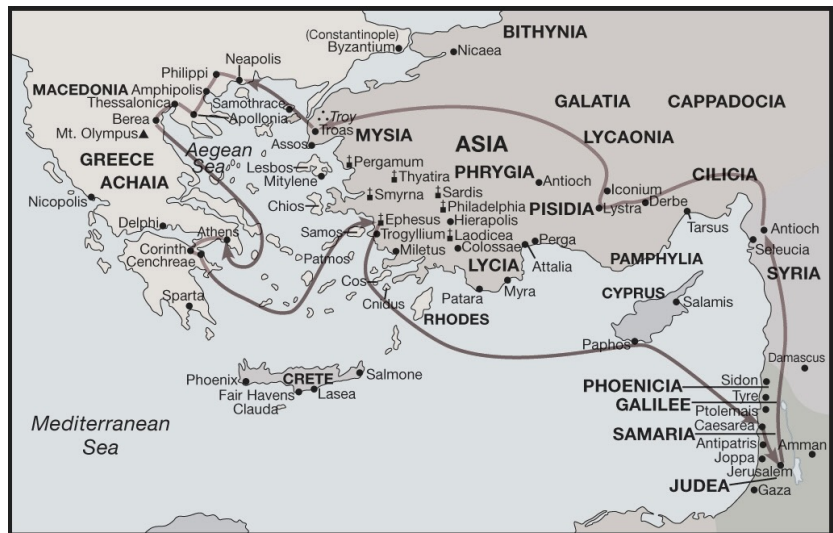 BITHYNIA
(Constantinople)
Byzantium
Nicaea
Neapolis
Philippi
MACEDONIA
Amphipolis
Thessalonica
Samothrace
Apollonia
Berea
Mt. Olympus
Troy
Troas
GALATIA
CAPPADOCIA
MYSIA
LYCAONIA
ASIA
Assos
Aegean
Sea
GREECE
ACHAIA
Lesbos
Mitylene
Pergamum
Thyatira
PHRYGIA
Antioch
CILICIA
Iconium
Derbe
Lystra
PISIDIA
Sardis
Smyrna
Philadelphia
Nicopolis
Chios
Ephesus
Hierapolis
Tarsus
Delphi
Athens
Samos
Trogyllium
Laodicea
Antioch
Seleucia
Corinth
Cenchreae
Patmos
Miletus
Colossae
Perga
Attalia
PAMPHYLIA
SYRIA
LYCIA
Cos
Cnidus
Patara
Myra
CYPRUS
Salamis
Sparta
RHODES
Paphos
Damascus
Phoenix
CRETE
Salmone
Fair Havens
Lasea
Clauda
PHOENICIA
Sidon
Tyre
GALILEE
Ptolemais
Caesarea
SAMARIA
Antipatris
Amman
Joppa
Jerusalem
JUDEA
Gaza
Mediterranean
Sea